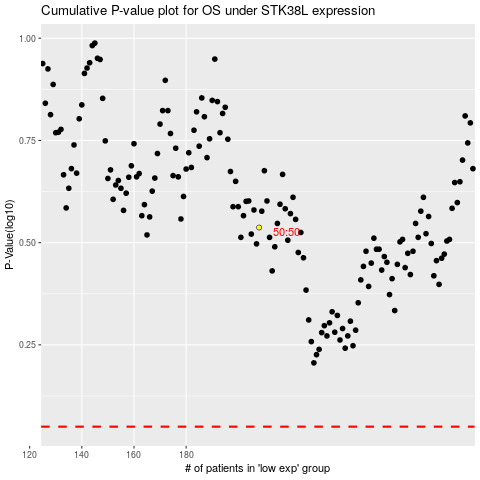 Cumulative P-value plot for OS under STK38L expression
P-Value(log10)
1.00
0.75
0.50
0.25
50:50
120 140 160 180
# of patients in 'low exp' group